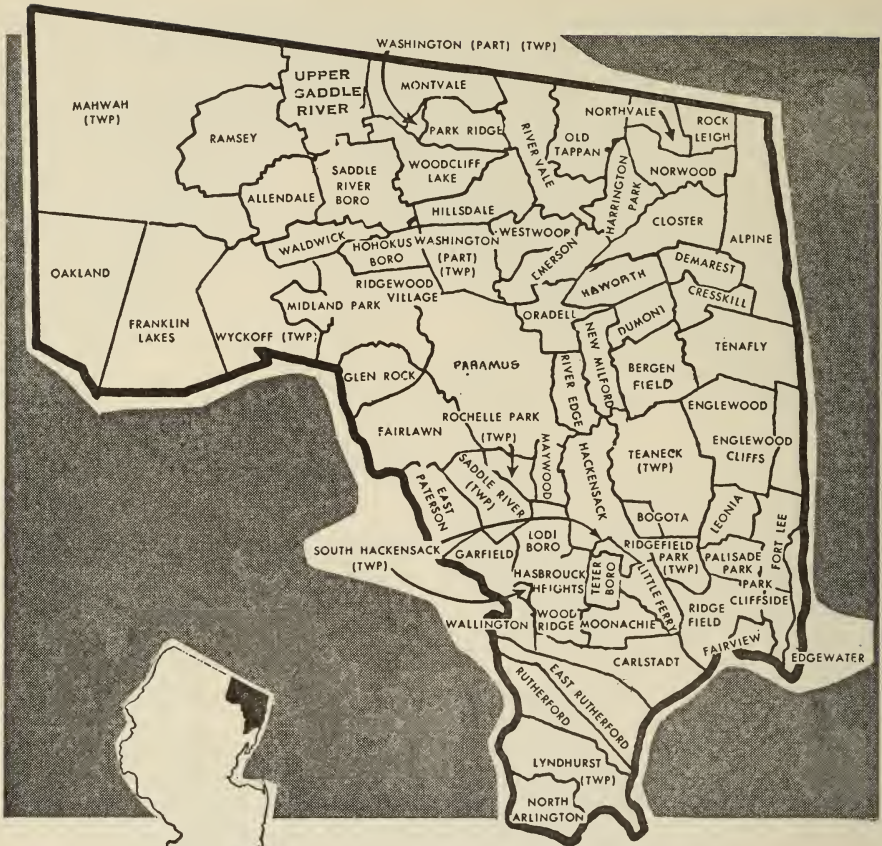 WASHINGTON (PART) (TWP)
MAHWAH
(TWP)
UPPER
SADDLE
RIVER
MONTVALE
RAMSEY
PARK RIDGE
RIVER VALE
OLD
TAPPAN
NORTHVALE
ROCK
LEIGH
NORWOOD
HARRINGTON
PARK
WOODCLIFF
LAKE
SADDLE
RIVER
BORO
ALLENDALE
HILLSDALE
CLOSTER
ALPINE
WALDWICK
HOHOKUS
BORO
WASHINGTON
(PART)
(TWP)
WESTWOOD
EMERSON
DEMAREST
HAWORTH
CRESSKILL
OAKLAND
FRANKLIN
LAKES
WYCKOFF (TWP)
MIDLAND PARK
RIDGEWOOD
VILLAGE
ORADELL
DUMONT
NEW MILFORD
TENAFLY
PARAMUS
RIVER EDGE
BERGEN
FIELD
GLEN ROCK
ENGLEWOOD
FAIRLAWN
ROCHELLE PARK
(TWP)
MAYWOOD
HACKENSACK
TEANECK
(TWP)
ENGLEWOOD
CLIFFS
EAST
PATERSON
SADDLE RIVER
(TWP)
BOGOTA
LEONIA
FORT LEE
SOUTH HACKENSACK
(TWP)
GARFIELD
LODI
BORO
RIDGEFIELD
PARK
(TWP)
PALISADE
PARK
HASBROUCK
HEIGHTS
TETER
BORO
LITTLE FERRY
PARK
CLIFFSIDE
RIDGE
FIELD
WALLINGTON
WOOD
RIDGE
MOONACHIE
FAIRVIEW
EDGEWATER
CARLSTADT
RUTHERFORD
EAST RUTHERFORD
LYNDHURST
(TWP)
NORTH
ARLINGTON